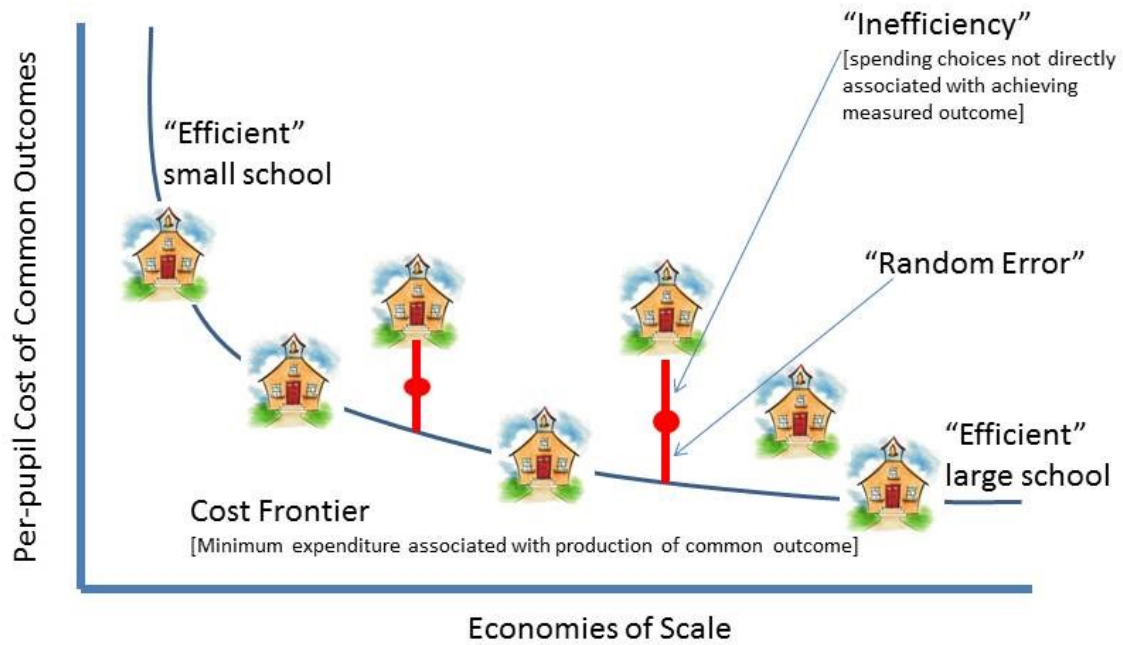 “Inefficiency”
[spending choices not directly
associated with achieving
measured outcome]
“Efficient”
small school
“Random Error”
“Efficient”
large school
Cost Frontier
[Minimum expenditure associated with production of common outcome]
Per-pupil Cost of Common Outcomes
Economies of Scale